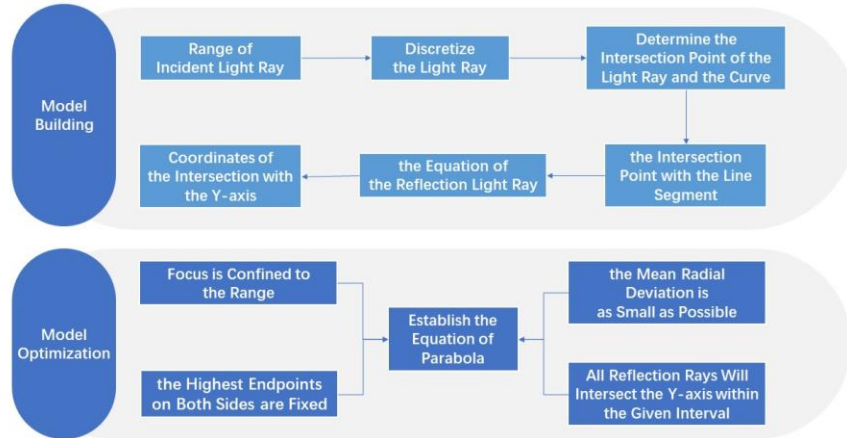 Model
Building
Range of
Incident Light Ray
Discretize
the Light Ray
Determine the
Intersection Point of the
Light Ray and the Curve
the Intersection
Point with the Line
Segment
the Equation of
the Reflection Light Ray
Coordinates of
the Intersection with
the Y-axis
Model
Optimization
Focus is Confined to
the Range
the Highest Endpoints
on Both Sides are Fixed
Establish the
Equation of
Parabola
the Mean Radial
Deviation is
as Small as Possible
All Reflection Rays Will
Intersect the Y-axis within
the Given Interval